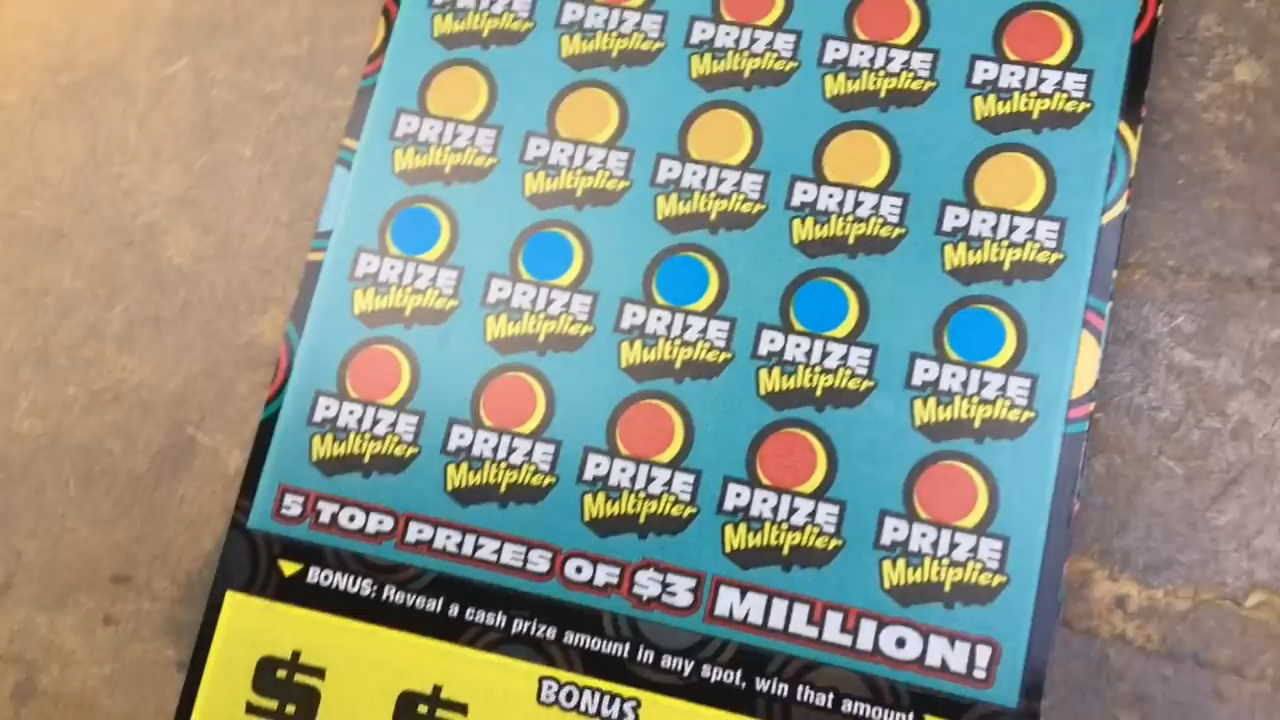 PRIZE Multiplier PRIZE Multiplier PRIZE Multiplier PRIZE Multiplier PRIZE Multiplier
PRIZE Multiplier PRIZE Multiplier PRIZE Multiplier PRIZE Multiplier PRIZE Multiplier
PRIZE Multiplier PRIZE Multiplier PRIZE Multiplier PRIZE Multiplier PRIZE Multiplier
PRIZE Multiplier PRIZE Multiplier PRIZE Multiplier PRIZE Multiplier PRIZE Multiplier
5 TOP PRIZES OF $3 MILLION!
BONUS: Reveal a cash prize amount in any spot, win that amount
$ $ BONUS